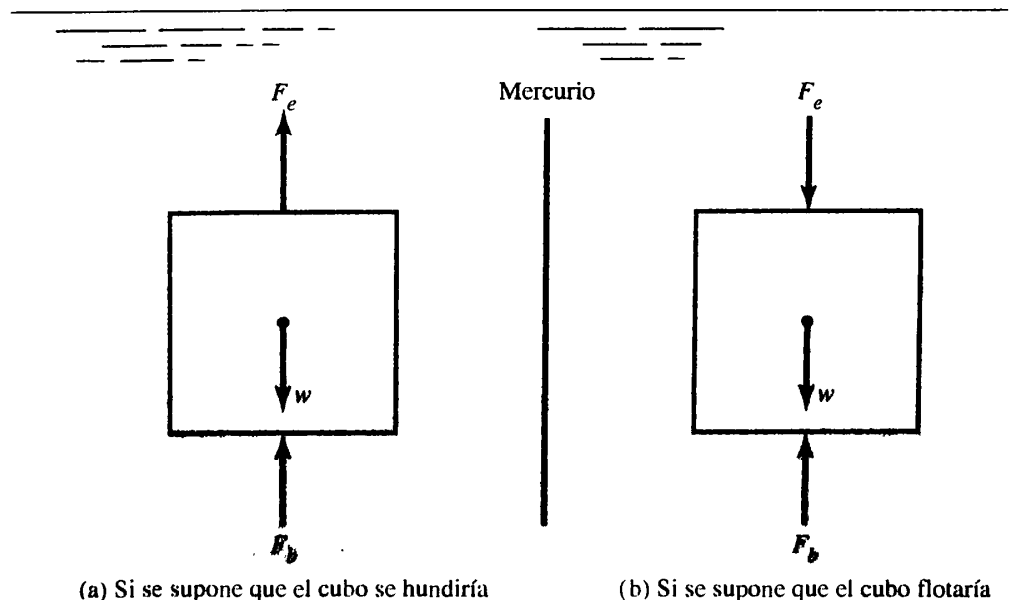 F_e Mercurio F_e
w w
F_b F_b
(a) Si se supone que el cubo se hundiría (b) Si se supone que el cubo flotaría